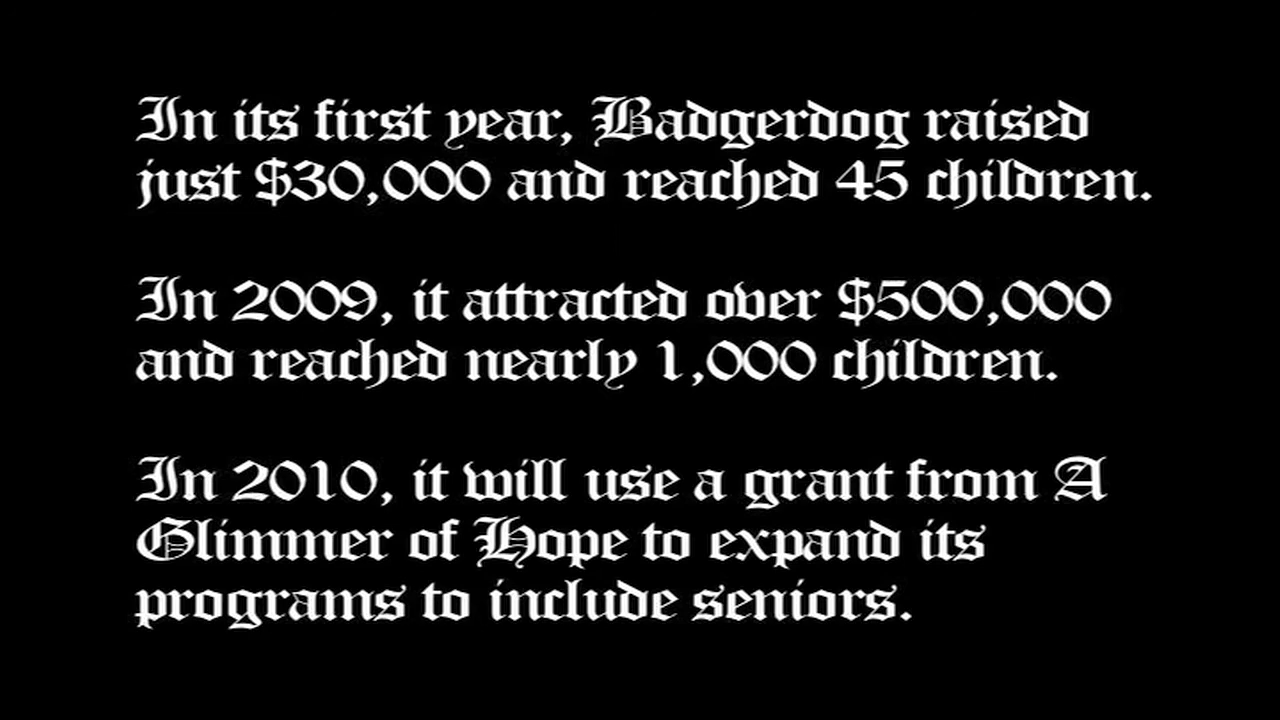 In its first year, Badgerdog raised
just $30,000 and reached 45 children.
In 2009, it attracted over $500,000
and reached nearly 1,000 children.
In 2010, it will use a grant from A
Glimmer of Hope to expand its
programs to include seniors.